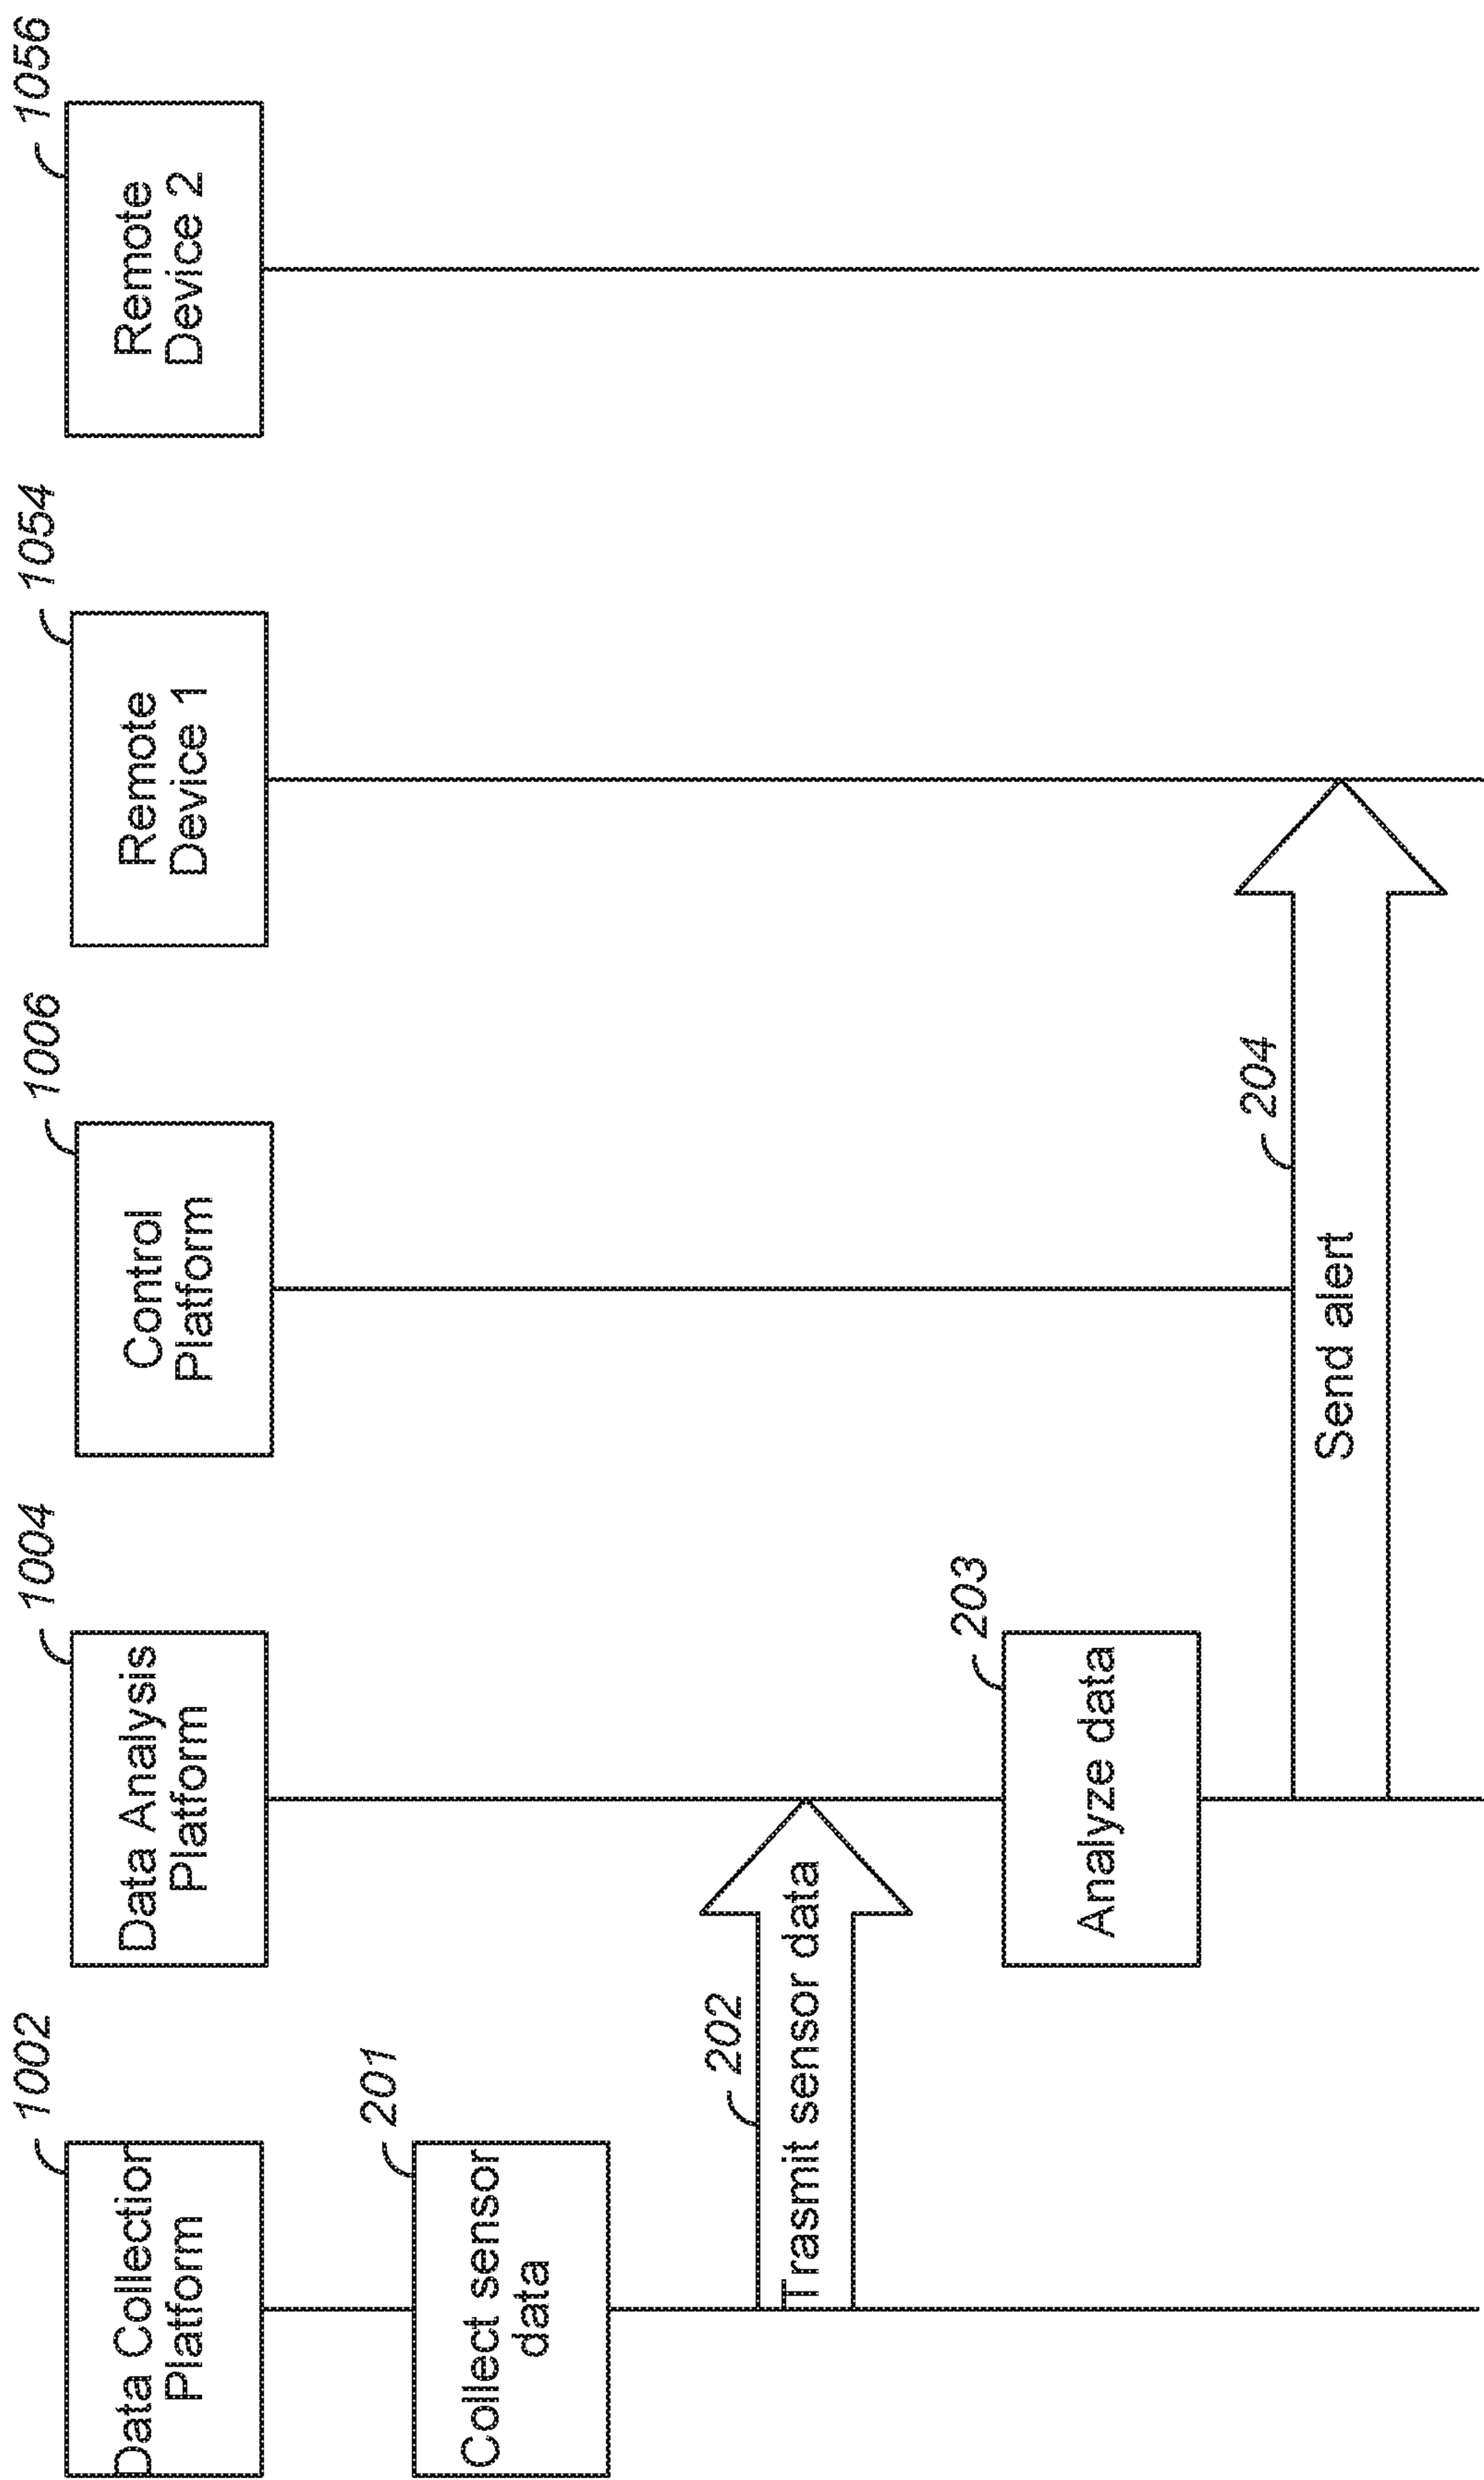 1002
1004
1006
1054
1056
Data Collection
Platform
Data Analysis
Platform
Control
Platform
Remote
Device 1
Remote
Device 2
201
Collect sensor
data
202
Trasmit sensor data
203
Analyze data
204
Send alert